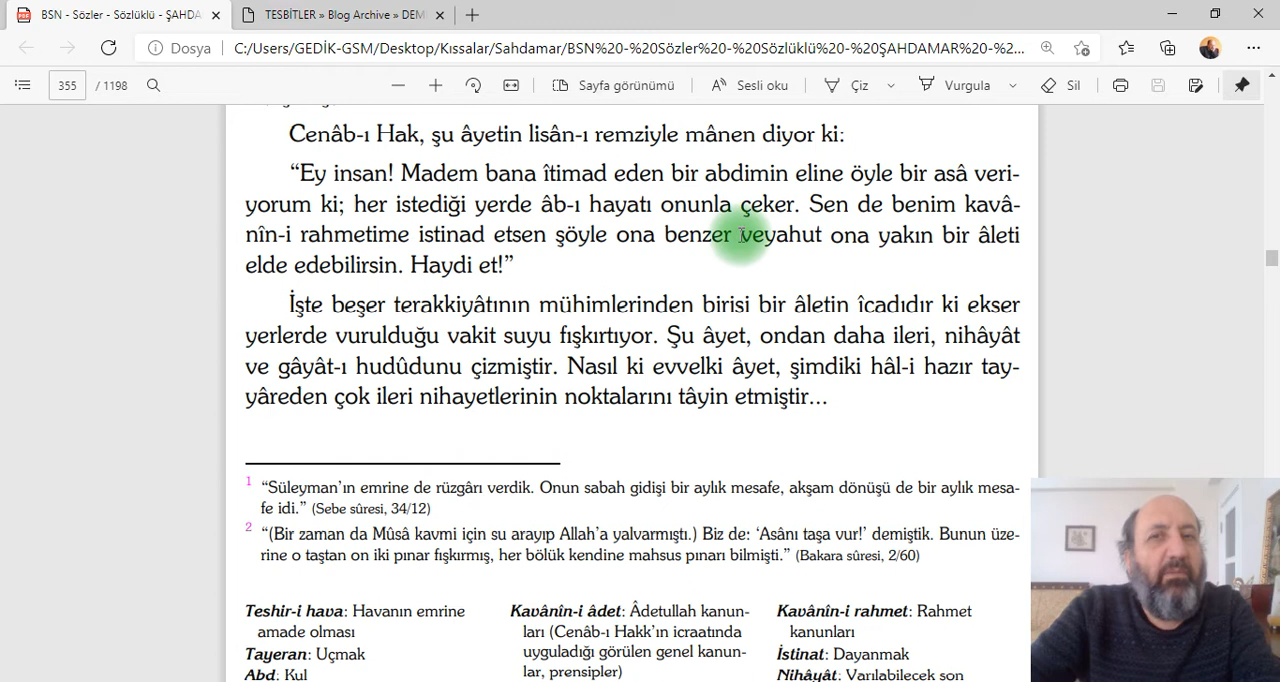 BSN - Sözler - Sözlüklü - ŞAHDA
TESBİTLER » Blog Archive » DEM
Dosya
C:/Users/GEDİK-GSM/Desktop/Kıssalar/Sahdamar/BSN%20-%20Sözler%20-%20Sözlüklü%20-%20ŞAHDAMAR%20-%2...
355 / 1198
Sayfa görünümü
Sesli oku
Çiz
Vurgula
Sil
Cenâb-ı Hak, şu âyetin lisân-ı remziyle mânen diyor ki:
“Ey insan! Madem bana îtimad eden bir abdimin eline öyle bir asâ veri-
yorum ki; her istediği yerde âb-ı hayatı onunla çeker. Sen de benim kavâ-
nîn-i rahmetime istinad etsen şöyle ona benzer veyahut ona yakın bir âleti
elde edebilirsin. Haydi et!”
İşte beşer terakkiyâtının mühimlerinden birisi bir âletin îcadıdır ki ekser
yerlerde vurulduğu vakit suyu fışkırtıyor. Şu âyet, ondan daha ileri, nihâyât
ve gâyât-ı hudûdunu çizmiştir. Nasıl ki evvelki âyet, şimdiki hâl-i hazır tay-
yâreden çok ileri nihayetlerinin noktalarını tâyin etmiştir...
1 “Süleyman’ın emrine de rüzgârı verdik. Onun sabah gidişi bir aylık mesafe, akşam dönüşü de bir aylık mesa-
fe idi.” (Sebe sûresi, 34/12)
2 “(Bir zaman da Mûsâ kavmi için su arayıp Allah’a yalvarmıştı.) Biz de: ‘Asânı taşa vur!’ demiştik. Bunun üze-
rine o taştan on iki pınar fışkırmış, her bölük kendine mahsus pınarı bilmişti.” (Bakara sûresi, 2/60)
Teshir-i hava: Havanın emrine
amade olması
Tayeran: Uçmak
Abd: Kul
Kavânîn-i âdet: Âdetullah kanun-
ları (Cenâb-ı Hakk’ın icraatında
uyguladığı görülen genel kanun-
lar, prensipler)
Kavânîn-i rahmet: Rahmet
kanunları
İstinat: Dayanmak
Nihâyât: Varılabilecek son